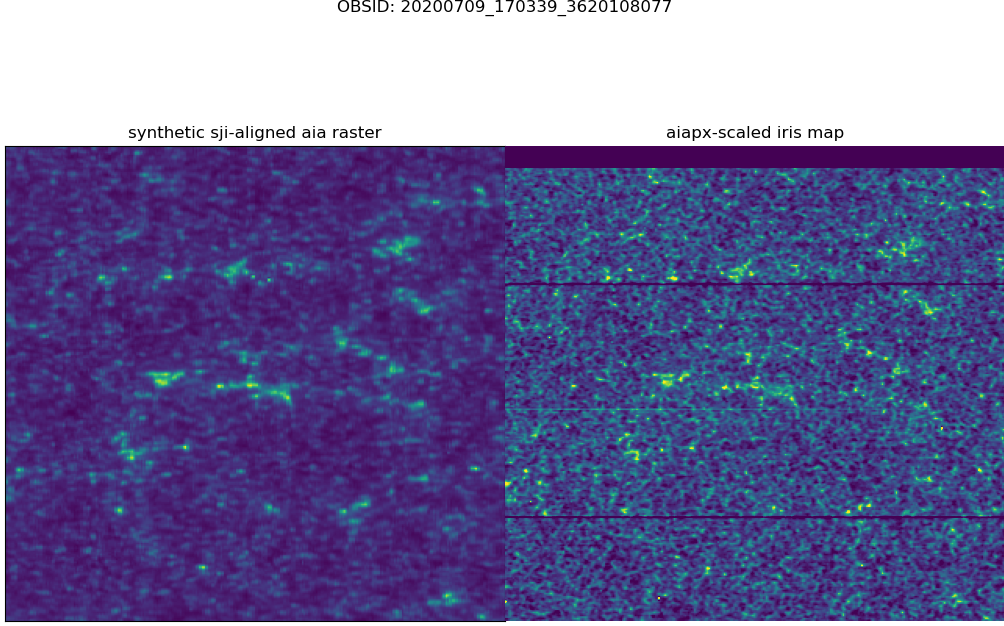 OBSID: 20200709_170339_3620108077
synthetic sji-aligned aia raster
aiapx-scaled iris map